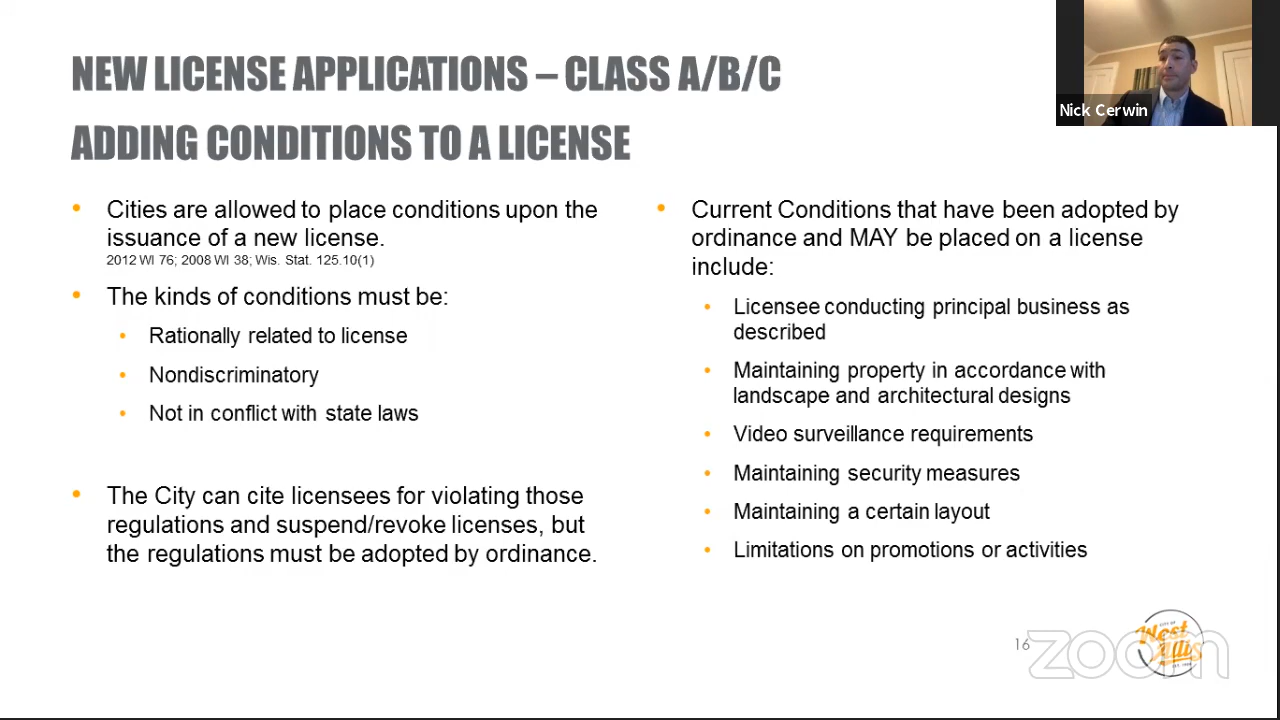 NEW LICENSE APPLICATIONS – CLASS A/B/C
ADDING CONDITIONS TO A LICENSE
Nick Cerwin
• Cities are allowed to place conditions upon the
issuance of a new license.
2012 WI 76; 2008 WI 38; Wis. Stat. 125.10(1)
• The kinds of conditions must be:
• Rationally related to license
• Nondiscriminatory
• Not in conflict with state laws
• The City can cite licensees for violating those
regulations and suspend/revoke licenses, but
the regulations must be adopted by ordinance.
• Current Conditions that have been adopted by
ordinance and MAY be placed on a license
include:
• Licensee conducting principal business as
described
• Maintaining property in accordance with
landscape and architectural designs
• Video surveillance requirements
• Maintaining security measures
• Maintaining a certain layout
• Limitations on promotions or activities
16
CITY OF
West
Allis
zoom